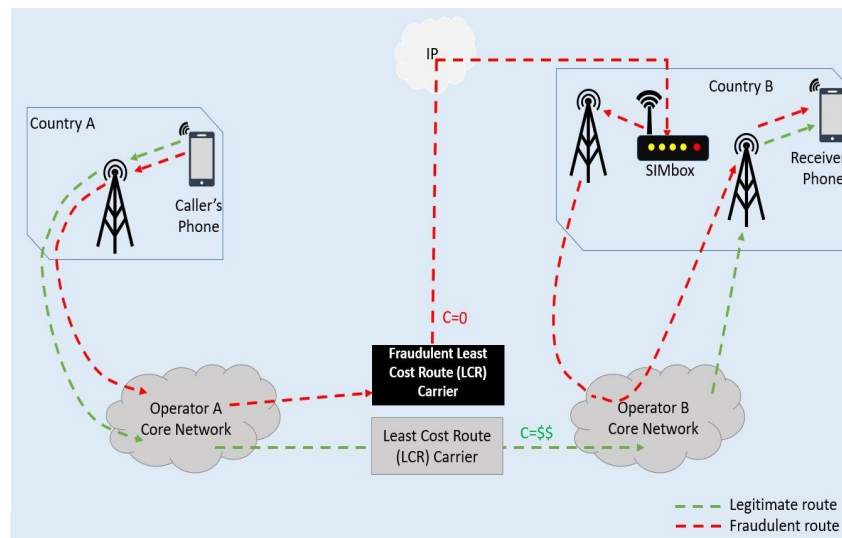 IP
Country A
Country B
Caller's
Phone
SIMbox
Receiver
Phone
C=0
Fraudulent Least
Cost Route (LCR)
Carrier
Operator A
Core Network
Least Cost Route
(LCR) Carrier
C=$$
Operator B
Core Network
Legitimate route
Fraudulent route